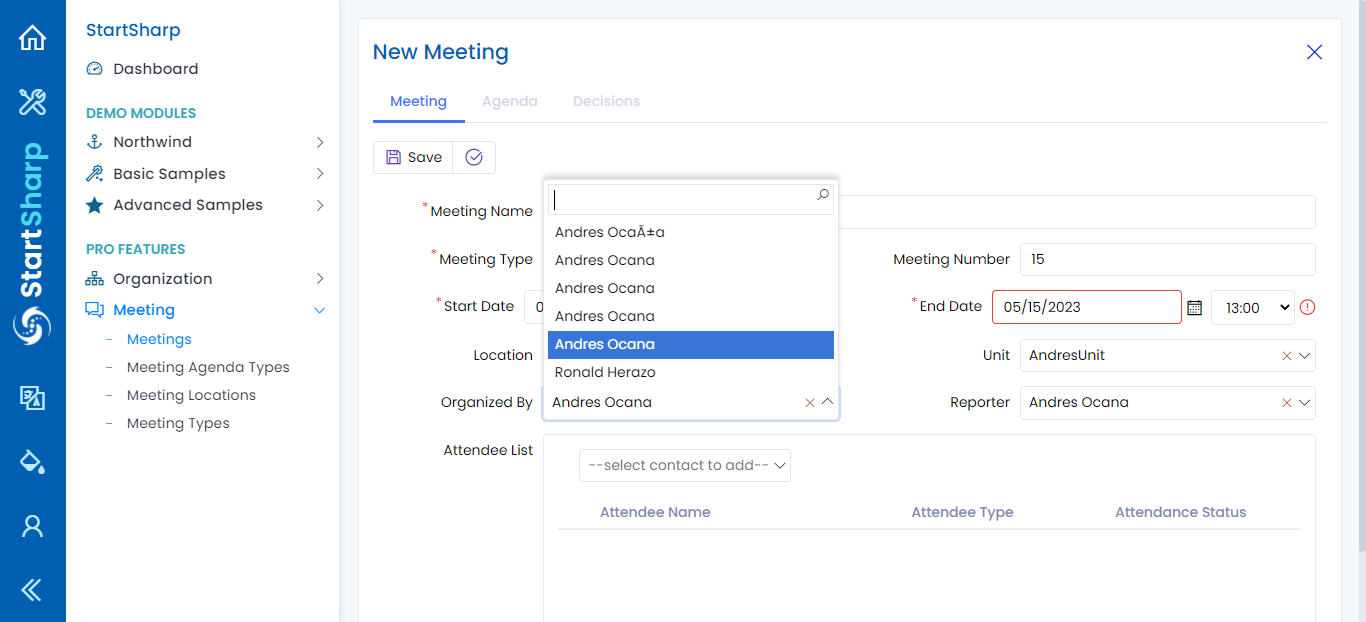 StartSharp
StartSharp
Dashboard
DEMO MODULES
Northwind
Basic Samples
Advanced Samples
PRO FEATURES
Organization
Meeting
Meetings
Meeting Agenda Types
Meeting Locations
Meeting Types
New Meeting
Meeting Agenda Decisions
Save
*Meeting Name
*Meeting Type
Meeting Number 15
*Start Date 0
*End Date 05/15/2023 13:00
Location
Unit AndresUnit
Andres OcaÃ±a
Andres Ocana
Andres Ocana
Andres Ocana
Andres Ocana
Ronald Herazo
Organized By Andres Ocana
Reporter Andres Ocana
Attendee List
--select contact to add--
Attendee Name Attendee Type Attendance Status